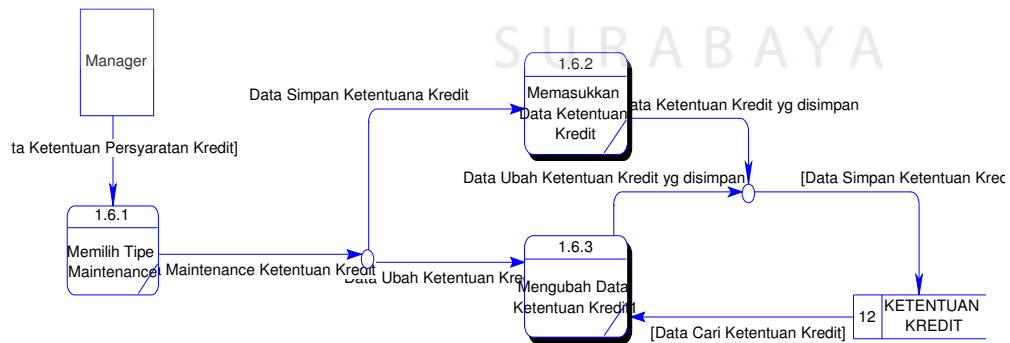 SURABAYA
Manager
1.6.2
Memasukkan
Data Ketentuan
Kredit
Data Simpan Ketentuana Kredit
ata Ketentuan Kredit yg disimpan
ta Ketentuan Persyaratan Kredit]
Data Ubah Ketentuan Kredit yg disimpan
[Data Simpan Ketentuan Kred
1.6.1
Memilih Tipe
Maintenance
Maintenance Ketentuan Kredit
Data Ubah Ketentuan Kre
1.6.3
Mengubah Data
Ketentuan Kredit1
12
KETENTUAN
KREDIT
[Data Cari Ketentuan Kredit]